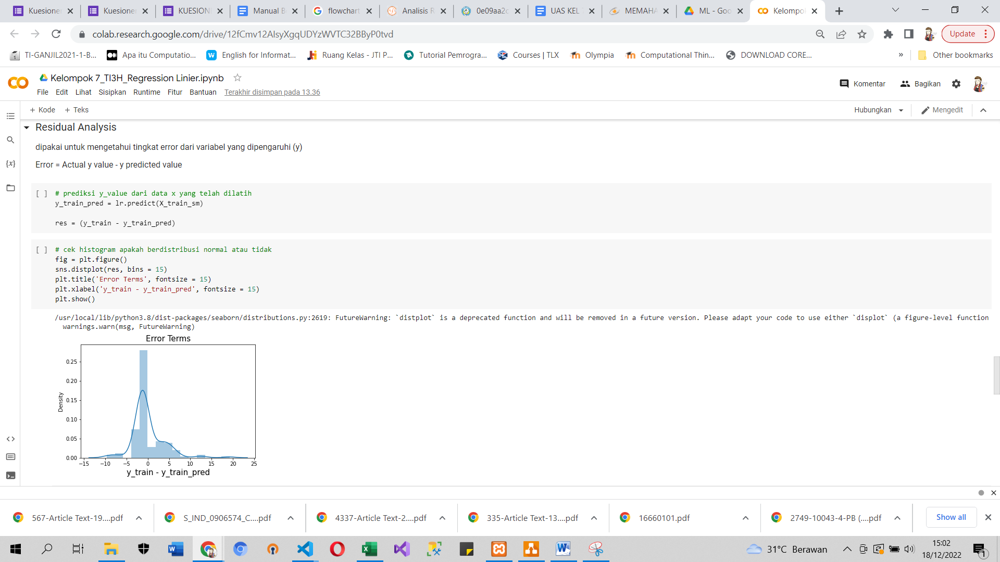 Kuesioner
Kuesioner
KUESION
Manual B
flowchart
Analisis R
0e09aa2c
UAS KEL
MEMAHA
ML - Goo
Kelompo
colab.research.google.com/drive/12fCmv12AIsyXgqUDYzWVTC32BByP0tvd
Update
TI-GANJIL2021-1-B...
Apa itu Computatio...
English for Informat...
Ruang Kelas - JTI P...
Tutorial Pemrogra...
Courses | TLX
Olympia
Computational Thin...
DOWNLOAD CORE...
»
Other bookmarks
Kelompok 7_TI3H_Regression Linier.ipynb
Komentar
Bagikan
File Edit Lihat Sisipkan Runtime Fitur Bantuan Terakhir disimpan pada 13.36
+ Kode + Teks
Hubungkan
Mengedit
Residual Analysis
dipakai untuk mengetahui tingkat error dari variabel yang dipengaruhi (y)
{x}
Error = Actual y value - y predicted value
[ ] # prediksi y_value dari data x yang telah dilatih
y_train_pred = lr.predict(X_train_sm)
res = (y_train - y_train_pred)
[ ] # cek histogram apakah berdistribusi normal atau tidak
fig = plt.figure()
sns.distplot(res, bins = 15)
plt.title('Error Terms', fontsize = 15)
plt.xlabel('y_train - y_train_pred', fontsize = 15)
plt.show()
/usr/local/lib/python3.8/dist-packages/seaborn/distributions.py:2619: FutureWarning: `distplot` is a deprecated function and will be removed in a future version. Please adapt your code to use either `displot` (a figure-level function
warnings.warn(msg, FutureWarning)
Error Terms
0.25
0.20
0.15
0.10
0.05
0.00
Density
−15 −10 −5 0 5 10 15 20 25
y_train - y_train_pred
567-Article Text-19....pdf
S_IND_0906574_C....pdf
4337-Article Text-2....pdf
335-Article Text-13....pdf
16660101.pdf
2749-10043-4-PB (....pdf
Show all
31°C Berawan
15:02
18/12/2022
1